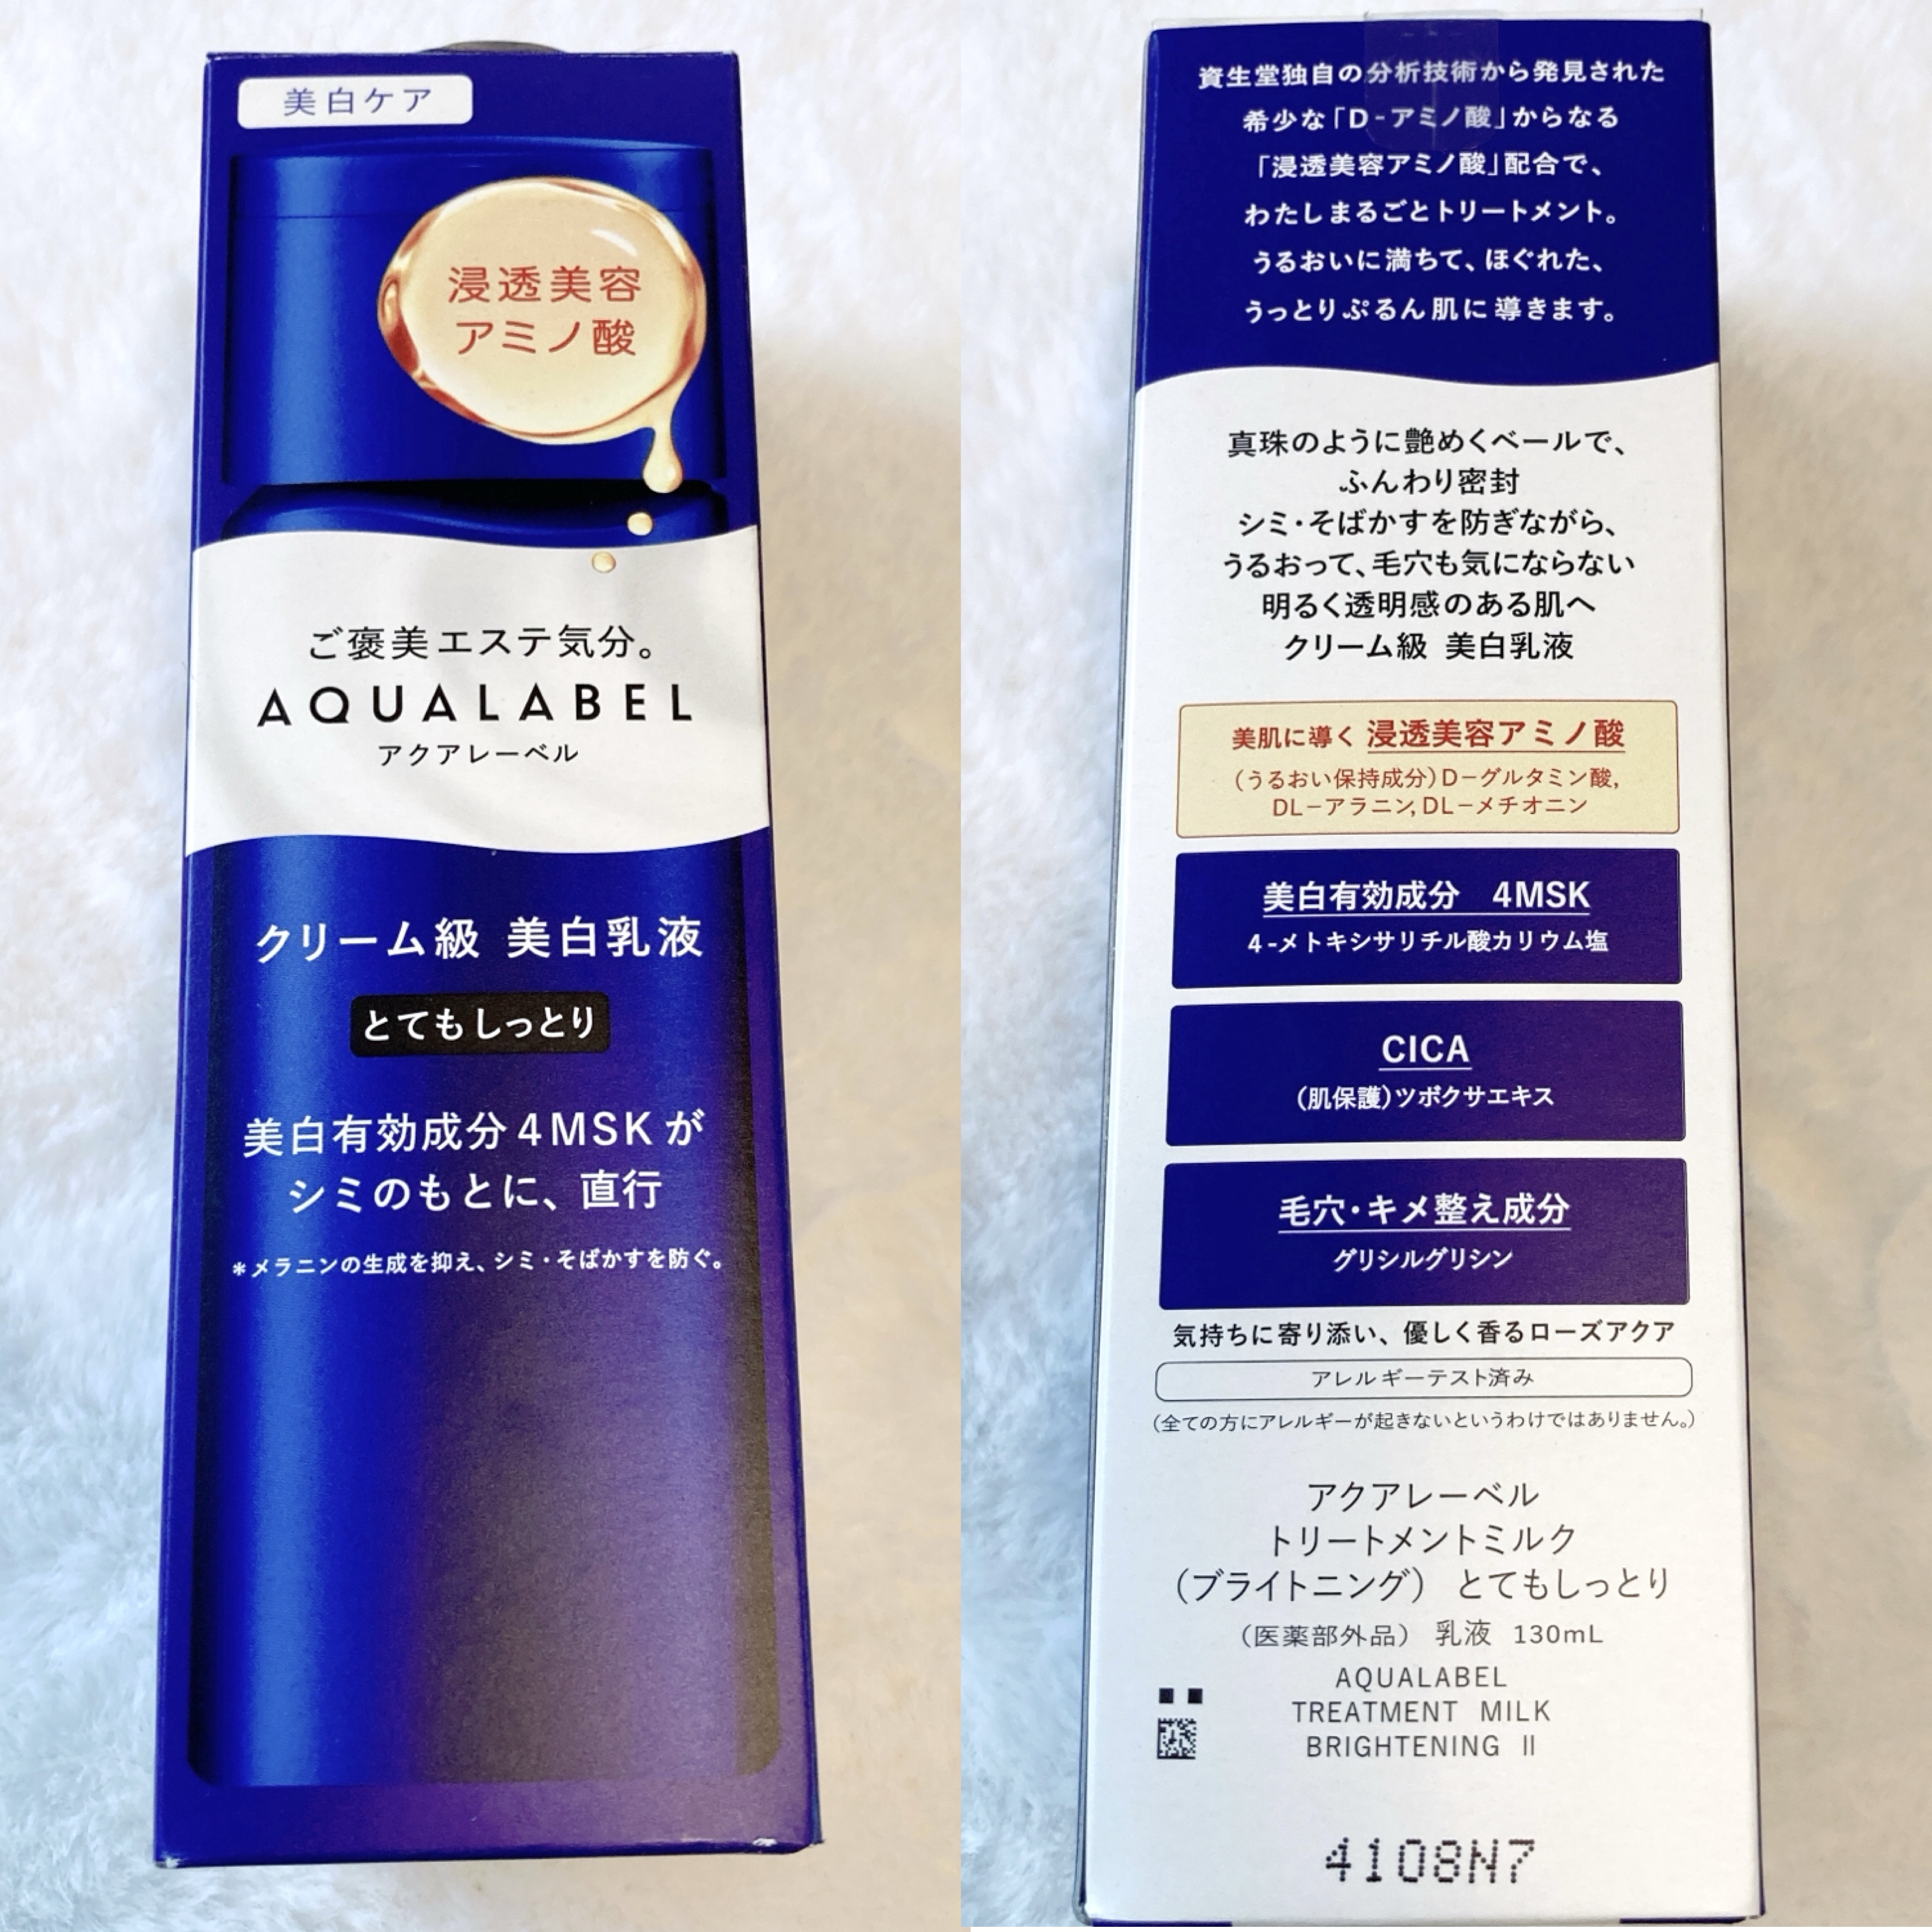 美白ケア
浸透美容
アミノ酸
ご褒美エステ気分。
AQUALABEL
アクアレーベル
クリーム級 美白乳液
とてもしっとり
美白有効成分4MSKが
シミのもとに、直行
*メラニンの生成を抑え、シミ・そばかすを防ぐ。
資生堂独自の分析技術から発見された
希少な「D-アミノ酸」からなる
「浸透美容アミノ酸」配合で、
わたしまるごとトリートメント。
うるおいに満ちて、ほぐれた、
うっとりぷるん肌に導きます。
真珠のように艶めくベールで、
ふんわり密封
シミ・そばかすを防ぎながら、
うるおって、毛穴も気にならない
明るく透明感のある肌へ
クリーム級 美白乳液
美肌に導く 浸透美容アミノ酸
(うるおい保持成分)D-グルタミン酸,
DL-アラニン,DL-メチオニン
美白有効成分 4MSK
4-メトキシサリチル酸カリウム塩
CICA
(肌保護)ツボクサエキス
毛穴・キメ整え成分
グリシルグリシン
気持ちに寄り添い、優しく香るローズアクア
アレルギーテスト済み
(全ての方にアレルギーが起きないというわけではありません。)
アクアレーベル
トリートメントミルク
(ブライトニング) とてもしっとり
(医薬部外品) 乳液 130mL
AQUALABEL
TREATMENT MILK
BRIGHTENING II
4108N7